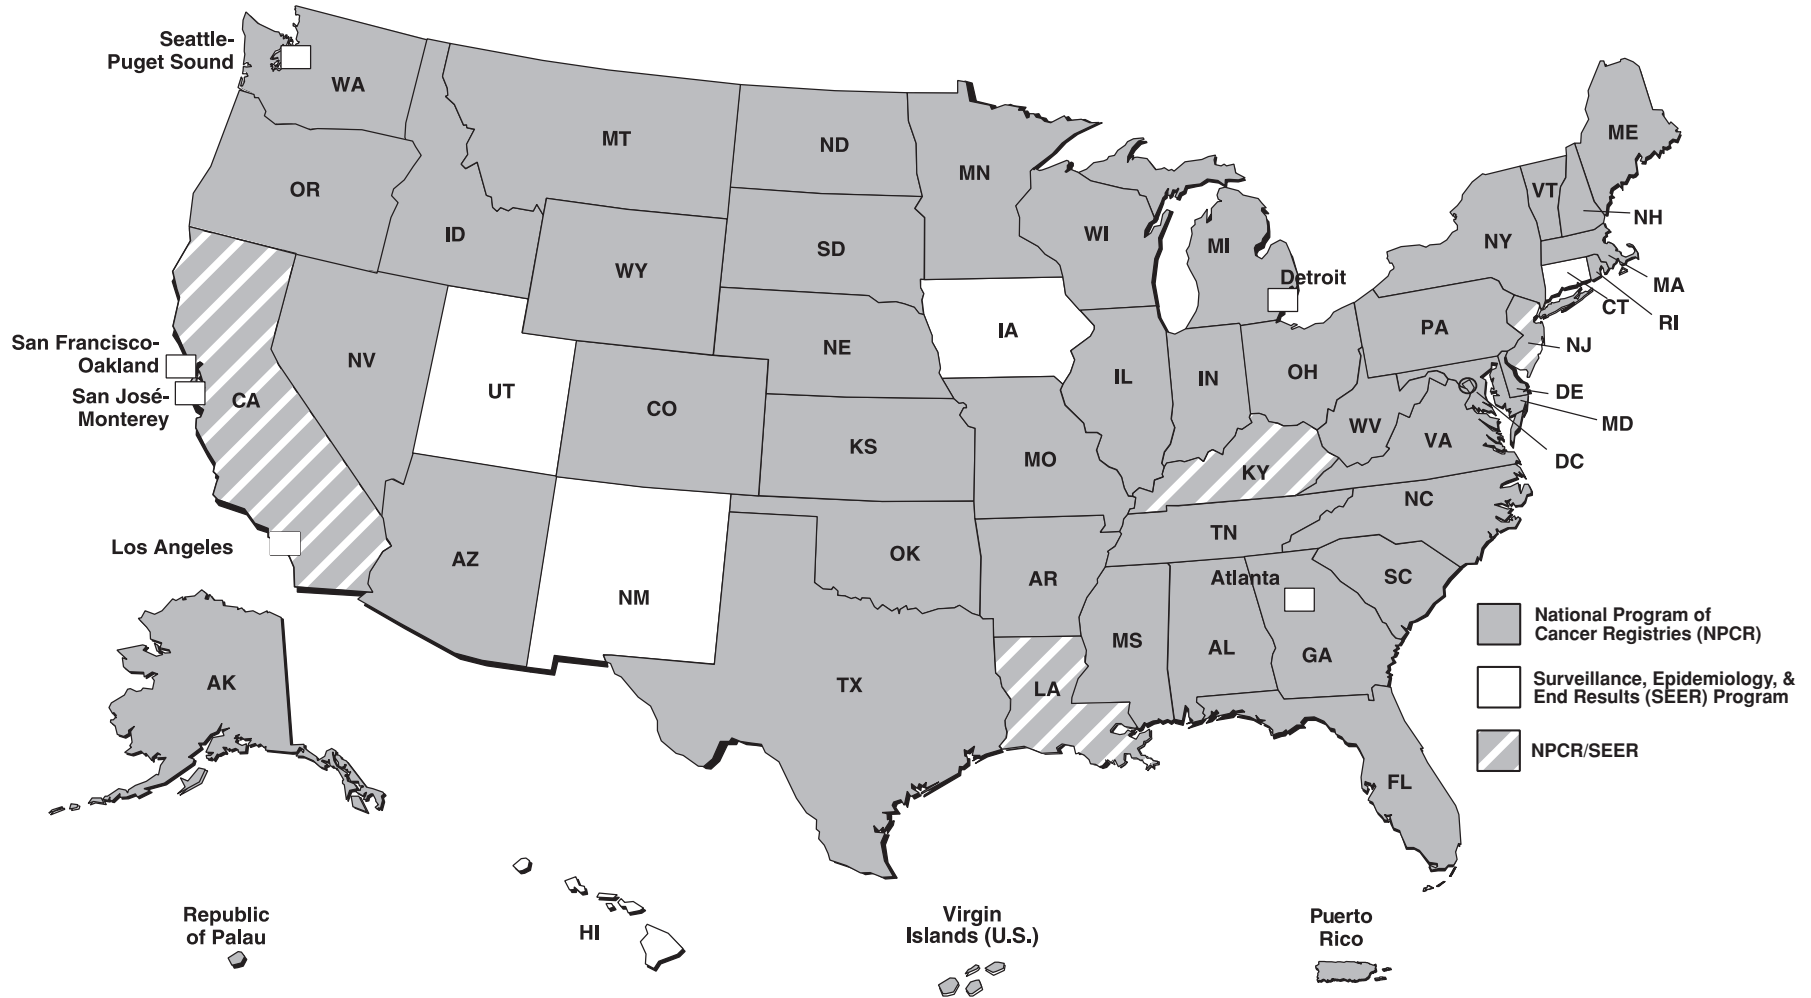 Seattle-
Puget Sound
WA
MT
ND
MN
ME
OR
ID
WY
SD
WI
MI
VT
NH
NY
MA
Detroit
CT
RI
San Francisco-
Oakland
San José-
Monterey
CA
NV
UT
CO
NE
IA
IL
IN
OH
PA
NJ
DE
MD
DC
WV
VA
KS
MO
KY
NC
TN
Los Angeles
AZ
NM
OK
AR
Atlanta
SC
MS
AL
GA
TX
LA
FL
AK
HI
National Program of
Cancer Registries (NPCR)
Surveillance, Epidemiology, &
End Results (SEER) Program
NPCR/SEER
Republic
of Palau
Virgin
Islands (U.S.)
Puerto
Rico